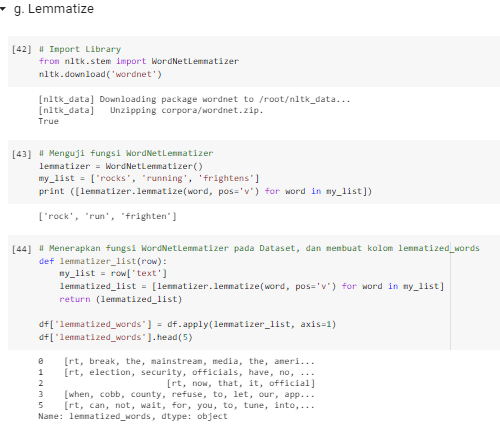 g. Lemmatize
[42] # Import Library
from nltk.stem import WordNetLemmatizer
nltk.download('wordnet')
[nltk_data] Downloading package wordnet to /root/nltk_data...
[nltk_data]   Unzipping corpora/wordnet.zip.
True
[43] # Menguji fungsi WordNetLemmatizer
lemmatizer = WordNetLemmatizer()
my_list = ['rocks', 'running', 'frightens']
print ([lemmatizer.lemmatize(word, pos='v') for word in my_list])
['rock', 'run', 'frighten']
[44] # Menerapkan fungsi WordNetLemmatizer pada Dataset, dan membuat kolom lemmatized_words
def lemmatizer_list(row):
    my_list = row['text']
    lemmatized_list = [lemmatizer.lemmatize(word, pos='v') for word in my_list]
    return (lemmatized_list)
df['lemmatized_words'] = df.apply(lemmatizer_list, axis=1)
df['lemmatized_words'].head(5)
0    [rt, break, the, mainstream, media, the, ameri...
1    [rt, election, security, officials, have, no, ...
2                       [rt, now, that, it, official]
3    [when, cobb, county, refuse, to, let, our, app...
5    [rt, can, not, wait, for, you, to, tune, into,...
Name: lemmatized_words, dtype: object